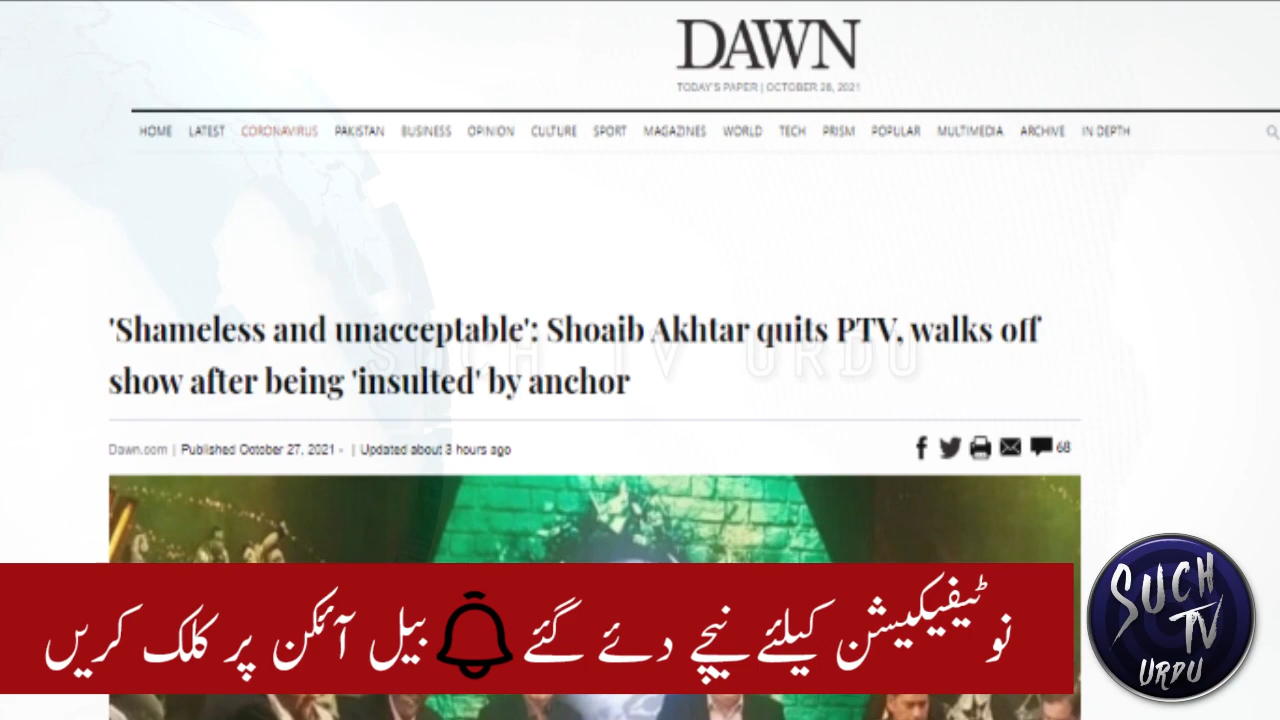 DAWN
TODAY'S PAPER | OCTOBER 28, 2021
HOME LATEST CORONAVIRUS PAKISTAN BUSINESS OPINION CULTURE SPORT MAGAZINES WORLD TECH PRISM POPULAR MULTIMEDIA ARCHIVE IN DEPTH
'Shameless and unacceptable': Shoaib Akhtar quits PTV, walks off
show after being 'insulted' by anchor
SUCH TV URDU
Dawn.com | Published October 27, 2021 - | Updated about 3 hours ago
68
نوٹیفیکیشن کیلئے نیچے دئے گئے بیل آئکن پر کلک کریں
SUCH
TV
URDU